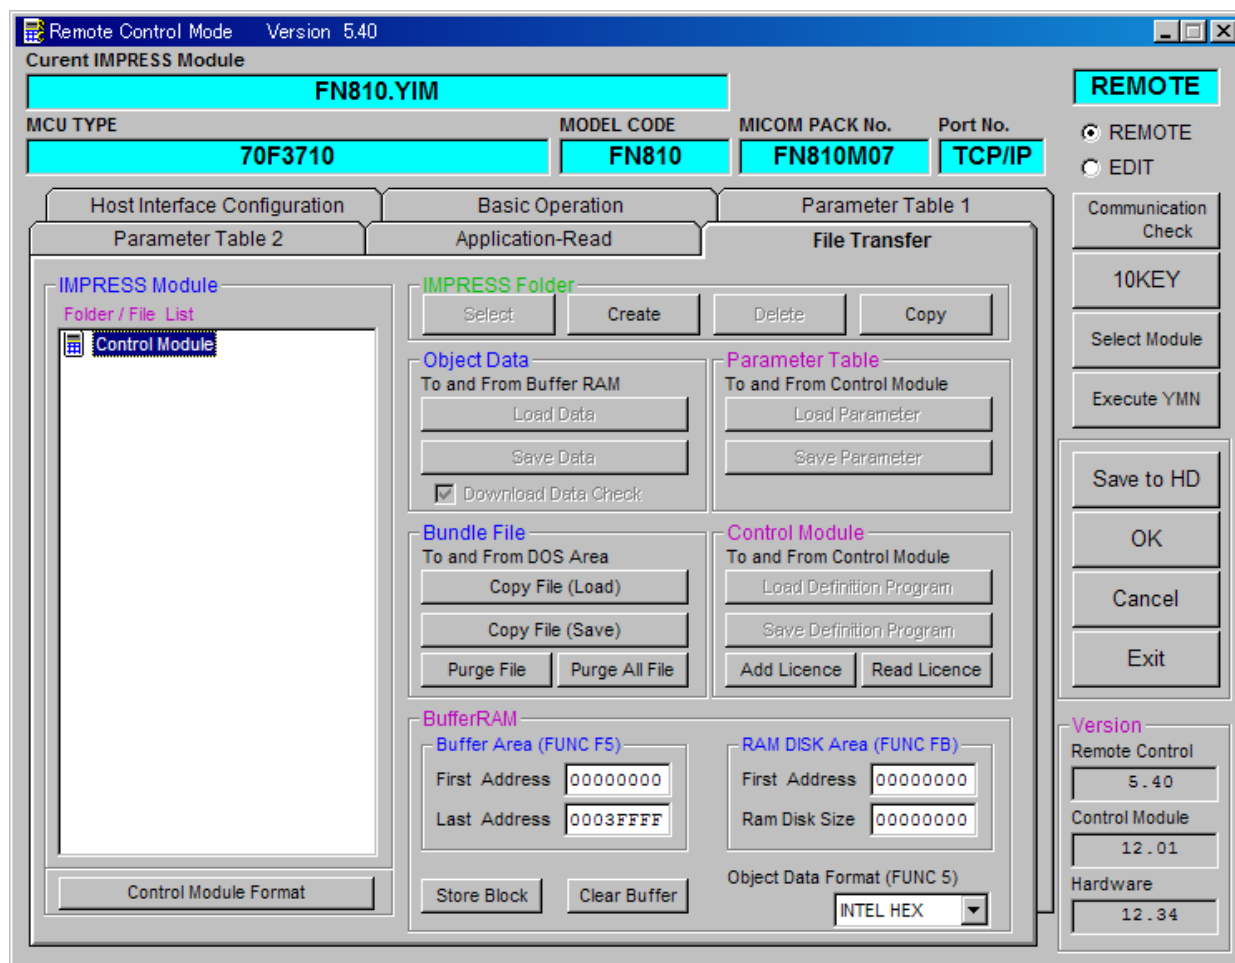 Remote Control Mode Version 5.40
Curent IMPRESS Module
FN810.YIM
REMOTE
MCU TYPE
MODEL CODE
MICOM PACK No.
Port No.
70F3710
FN810
FN810M07
TCP/IP
REMOTE
EDIT
Host Interface Configuration
Basic Operation
Parameter Table 1
Parameter Table 2
Application-Read
File Transfer
IMPRESS Module
Folder / File List
Control Module
Control Module Format
IMPRESS Folder
Select
Create
Delete
Copy
Object Data
To and From Buffer RAM
Load Data
Save Data
Download Data Check
Parameter Table
To and From Control Module
Load Parameter
Save Parameter
Bundle File
To and From DOS Area
Copy File (Load)
Copy File (Save)
Purge File
Purge All File
Control Module
To and From Control Module
Load Definition Program
Save Definition Program
Add Licence
Read Licence
BufferRAM
Buffer Area (FUNC F5)
First Address 00000000
Last Address 0003FFFF
RAM DISK Area (FUNC FB)
First Address 00000000
Ram Disk Size 00000000
Store Block
Clear Buffer
Object Data Format (FUNC 5)
INTEL HEX
Communication
Check
10KEY
Select Module
Execute YMN
Save to HD
OK
Cancel
Exit
Version
Remote Control
5.40
Control Module
12.01
Hardware
12.34